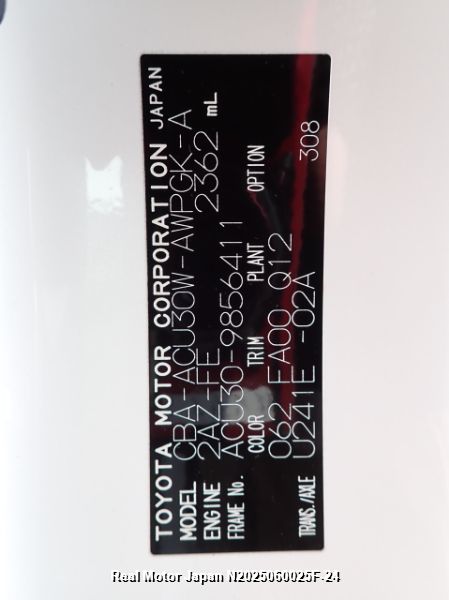 TOYOTA MOTOR CORPORATION JAPAN
MODEL CBA-ACU30W-AWPGK-A
ENGINE 2AZ-FE 2362 mL
FRAME No. ACU30-9856411
COLOR TRIM PLANT OPTION
062 FA00 Q12
TRANS./AXLE U241E -02A 308
Real Motor Japan N2025060025F-24